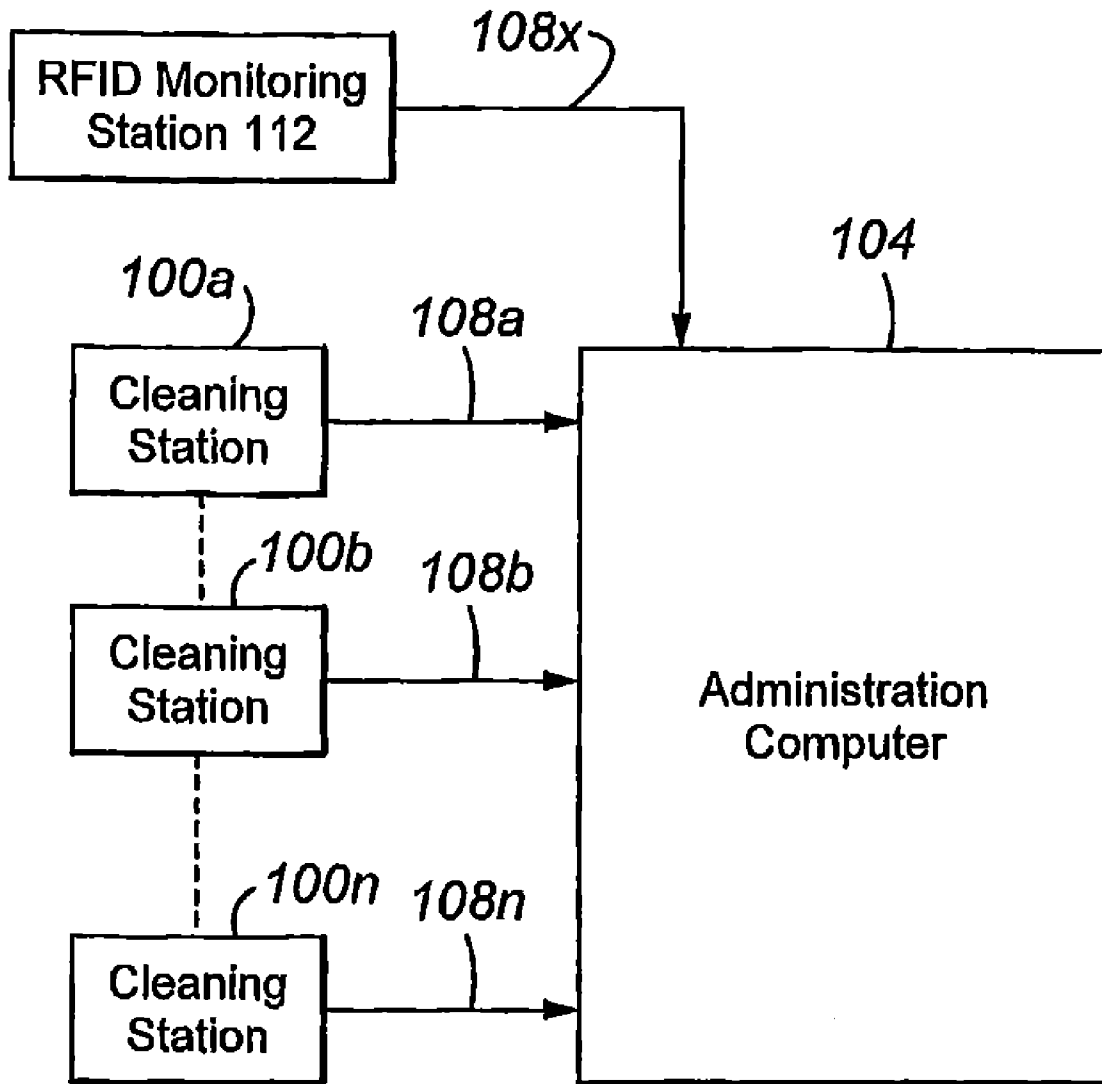 108x
RFID Monitoring
Station 112
104
100a
108a
Cleaning
Station
100b
108b
Cleaning
Station
Administration
Computer
100n
108n
Cleaning
Station